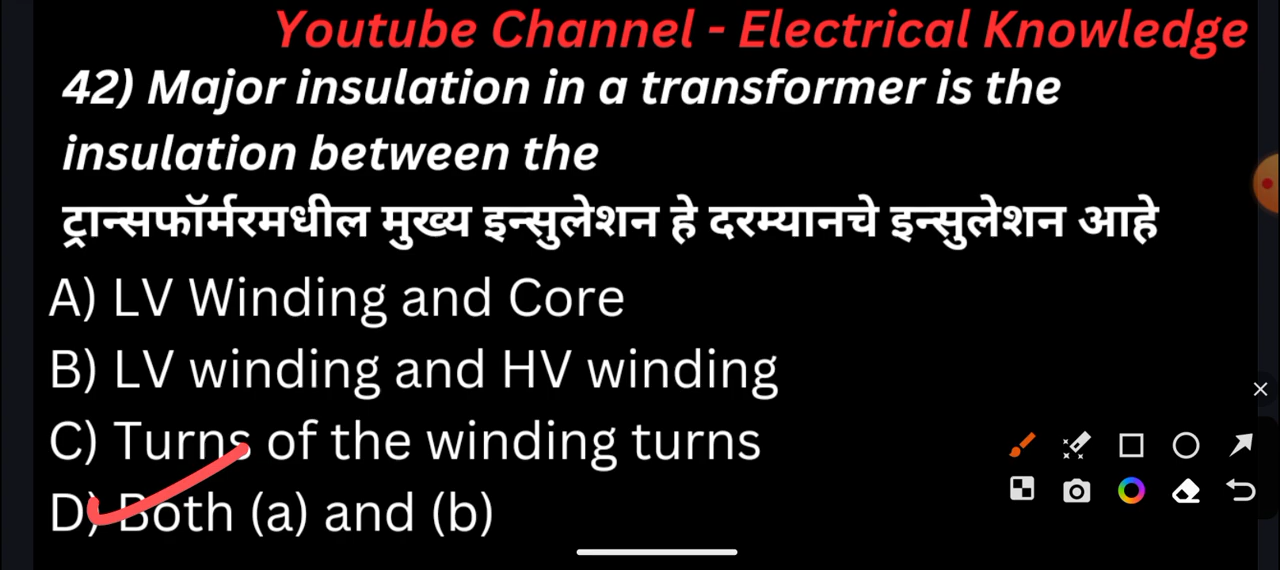 Youtube Channel - Electrical Knowledge
42) Major insulation in a transformer is the
insulation between the
ट्रान्सफॉर्मरमधील मुख्य इन्सुलेशन हे दरम्यानचे इन्सुलेशन आहे
A) LV Winding and Core
B) LV winding and HV winding
C) Turns of the winding turns
D) Both (a) and (b)